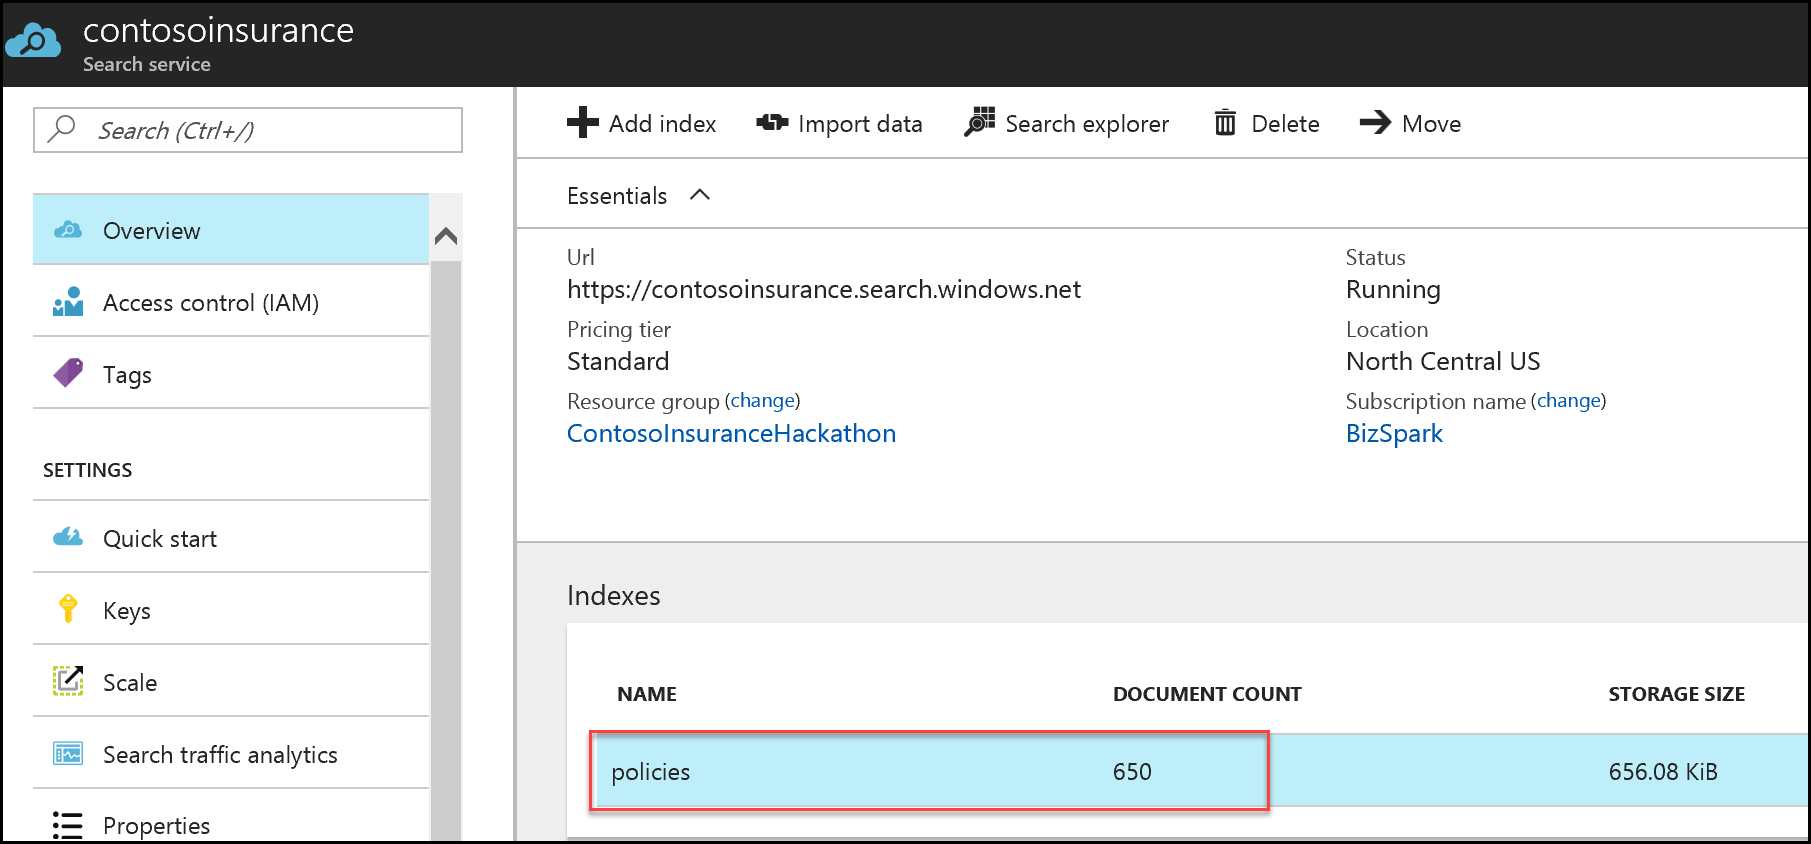 contosoinsurance
Search service
Search (Ctrl+/)
Overview
Access control (IAM)
Tags
SETTINGS
Quick start
Keys
Scale
Search traffic analytics
Properties
Add index Import data Search explorer Delete Move
Essentials
Url
https://contosoinsurance.search.windows.net
Pricing tier
Standard
Resource group (change)
ContosoInsuranceHackathon
Status
Running
Location
North Central US
Subscription name (change)
BizSpark
Indexes
NAME DOCUMENT COUNT STORAGE SIZE
policies 650 656.08 KiB